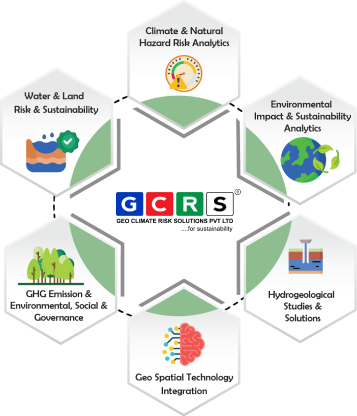 Climate & Natural
Hazard Risk Analytics
Water & Land
Risk & Sustainability
Environmental
Impact & Sustainability
Analytics
G C R S
GEO CLIMATE RISK SOLUTIONS PVT LTD
....for sustainability
GHG Emission &
Environmental, Social &
Governance
Hydrogeological
Studies &
Solutions
Geo Spatial Technology
Integration